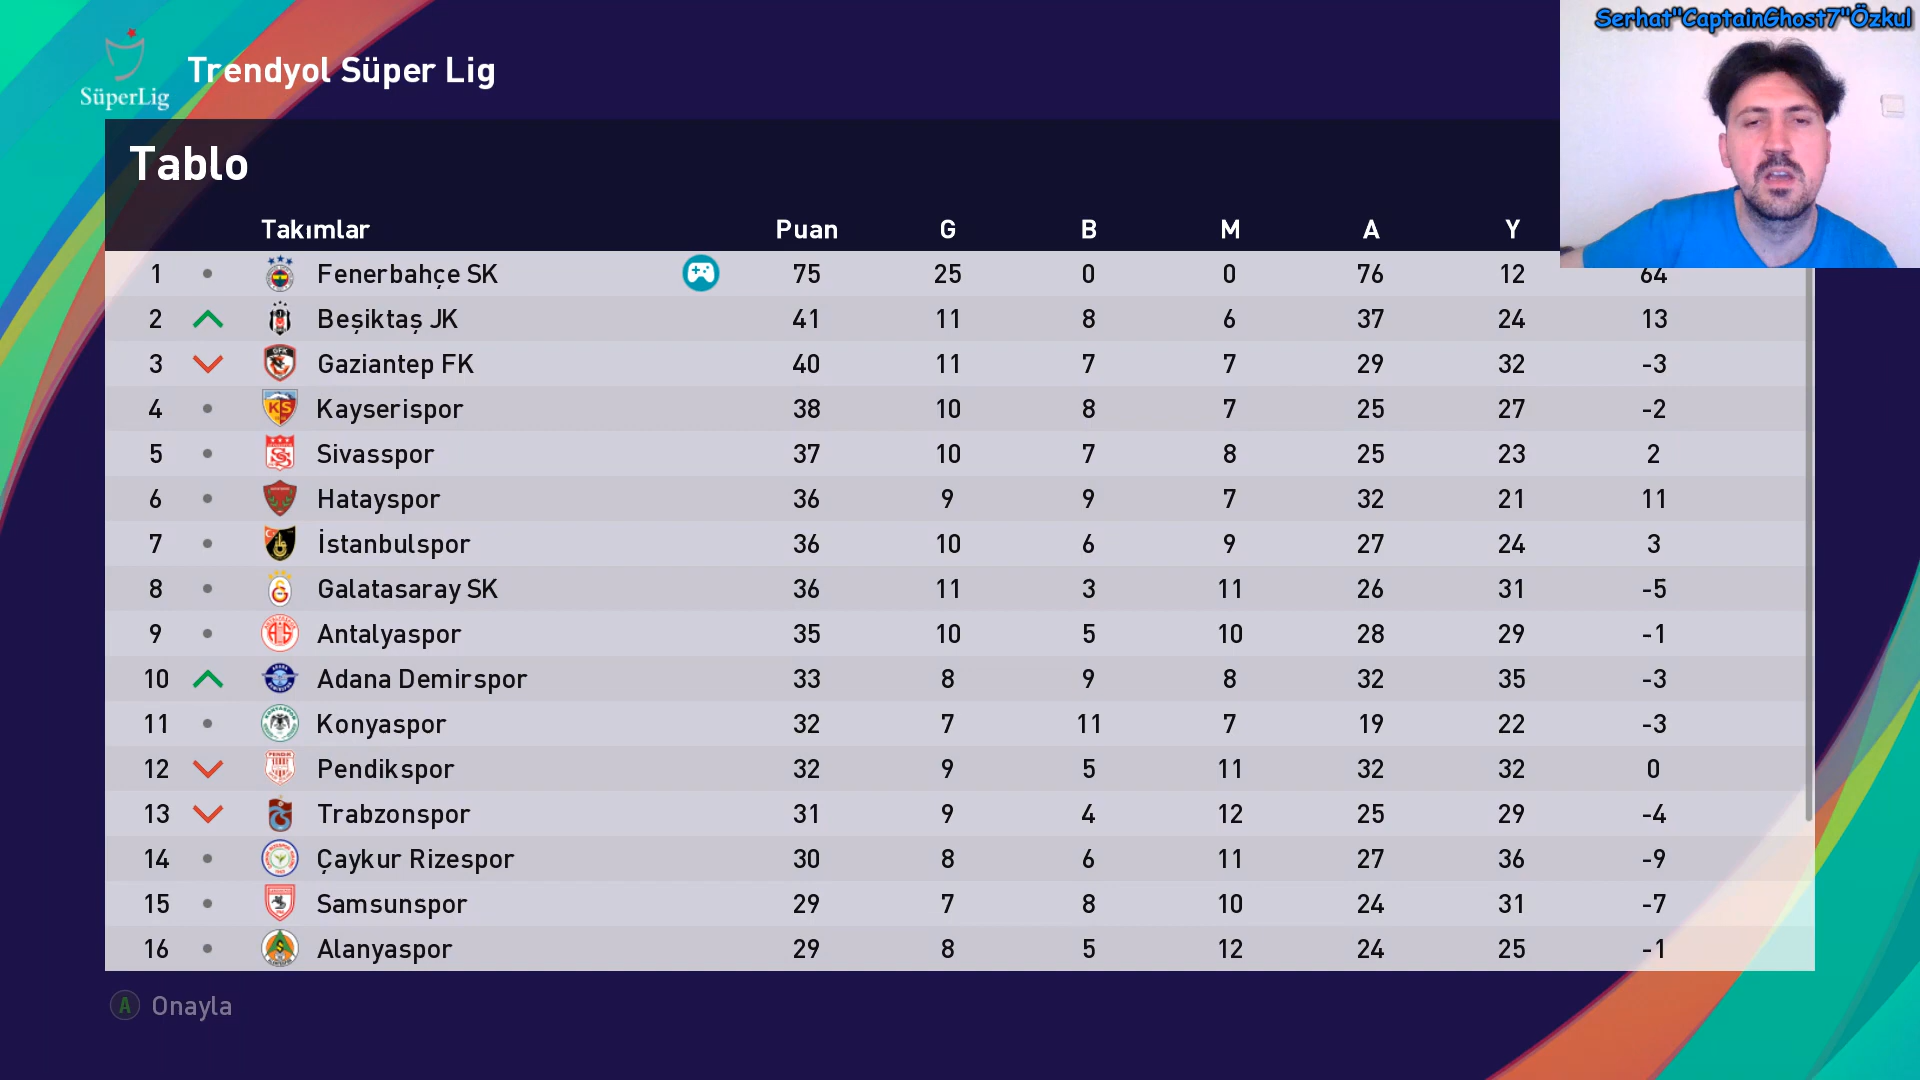 Serhat"CaptainGhost7"Özkul
SüperLig
Trendyol Süper Lig
Tablo
Takımlar Puan G B M A Y
1 Fenerbahçe SK 75 25 0 0 76 12 64
2 Beşiktaş JK 41 11 8 6 37 24 13
3 Gaziantep FK 40 11 7 7 29 32 -3
4 Kayserispor 38 10 8 7 25 27 -2
5 Sivasspor 37 10 7 8 25 23 2
6 Hatayspor 36 9 9 7 32 21 11
7 İstanbulspor 36 10 6 9 27 24 3
8 Galatasaray SK 36 11 3 11 26 31 -5
9 Antalyaspor 35 10 5 10 28 29 -1
10 Adana Demirspor 33 8 9 8 32 35 -3
11 Konyaspor 32 7 11 7 19 22 -3
12 Pendikspor 32 9 5 11 32 32 0
13 Trabzonspor 31 9 4 12 25 29 -4
14 Çaykur Rizespor 30 8 6 11 27 36 -9
15 Samsunspor 29 7 8 10 24 31 -7
16 Alanyaspor 29 8 5 12 24 25 -1
A Onayla